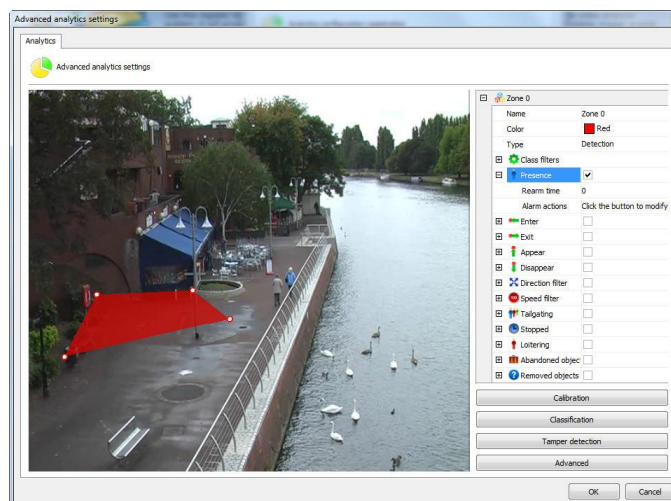 Advanced analytics settings
Analytics
Advanced analytics settings
Zone 0
Name Zone 0
Color Red
Type Detection
Class filters
Presence
Rearm time 0
Alarm actions Click the button to modify
Enter
Exit
Appear
Disappear
Direction filter
Speed filter
Tailgating
Stopped
Loitering
Abandoned objec
Removed objects
Calibration
Classification
Tamper detection
Advanced
OK Cancel